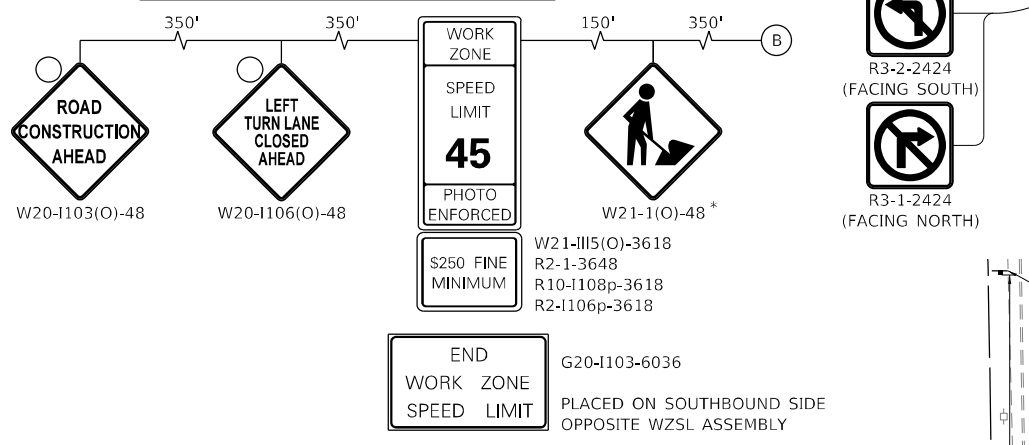 350'
350'
150'
350'
B
ROAD
CONSTRUCTION
AHEAD
W20-I103(O)-48
LEFT
TURN LANE
CLOSED
AHEAD
W20-I106(O)-48
WORK
ZONE
SPEED
LIMIT
45
PHOTO
ENFORCED
$250 FINE
MINIMUM
W21-1(O)-48 *
W21-III5(O)-3618
R2-1-3648
R10-I108p-3618
R2-I106p-3618
END
WORK ZONE
SPEED LIMIT
G20-I103-6036
PLACED ON SOUTHBOUND SIDE
OPPOSITE WZSL ASSEMBLY
R3-2-2424
(FACING SOUTH)
R3-1-2424
(FACING NORTH)